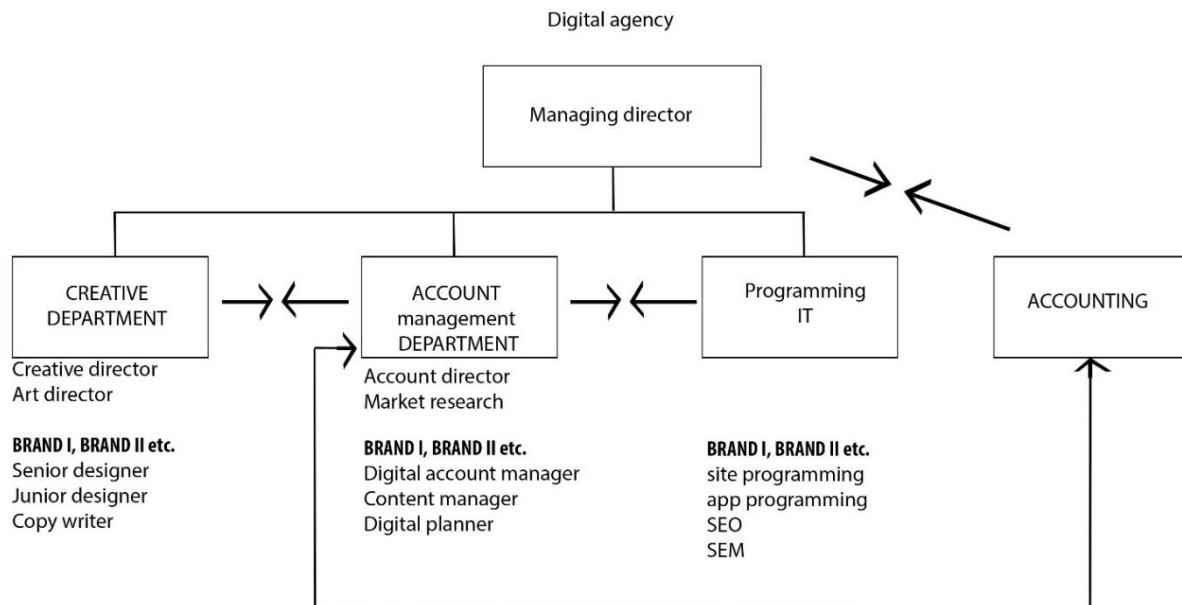 Digital agency
Managing director
CREATIVE
DEPARTMENT
ACCOUNT
management
DEPARTMENT
Programming
IT
ACCOUNTING
Creative director
Art director
BRAND I, BRAND II etc.
Senior designer
Junior designer
Copy writer
Account director
Market research
BRAND I, BRAND II etc.
Digital account manager
Content manager
Digital planner
BRAND I, BRAND II etc.
site programming
app programming
SEO
SEM